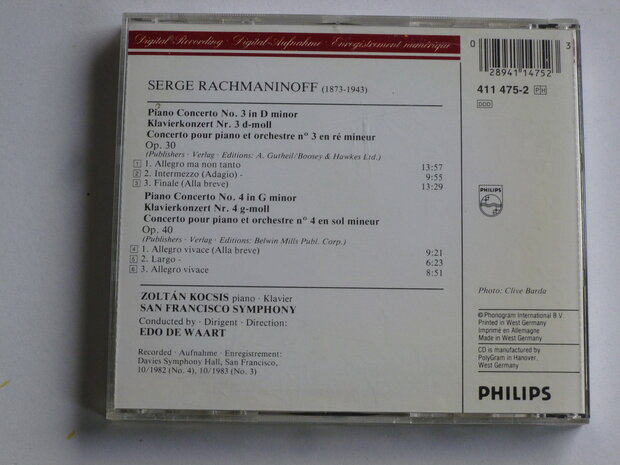 Digital Recording · Digital-Aufnahme · Enregistrement numérique
SERGE RACHMANINOFF (1873-1943)
Piano Concerto No. 3 in D minor
Klavierkonzert Nr. 3 d-moll
Concerto pour piano et orchestre n° 3 en ré mineur
Op. 30
(Publishers · Verlag · Editions: A. Gutheil/Boosey & Hawkes Ltd.)
1 1. Allegro ma non tanto 13:57
2 2. Intermezzo (Adagio) - 9:55
3 3. Finale (Alla breve) 13:29
Piano Concerto No. 4 in G minor
Klavierkonzert Nr. 4 g-moll
Concerto pour piano et orchestre n° 4 en sol mineur
Op. 40
(Publishers · Verlag · Editions: Belwin Mills Publ. Corp.)
4 1. Allegro vivace (Alla breve) 9:21
5 2. Largo - 6:23
6 3. Allegro vivace 8:51
ZOLTÁN KOCSIS piano · Klavier
SAN FRANCISCO SYMPHONY
Conducted by · Dirigent · Direction:
EDO DE WAART
Recorded · Aufnahme · Enregistrement:
Davies Symphony Hall, San Francisco,
10/1982 (No. 4), 10/1983 (No. 3)
0 28941 14752 3
411 475-2 PH
DDD
PHILIPS
Photo: Clive Barda
℗ Phonogram International B.V.
Printed in West Germany
Imprimé en Allemagne
Made in West Germany
CD is manufactured by
PolyGram in Hanover,
West Germany
PHILIPS